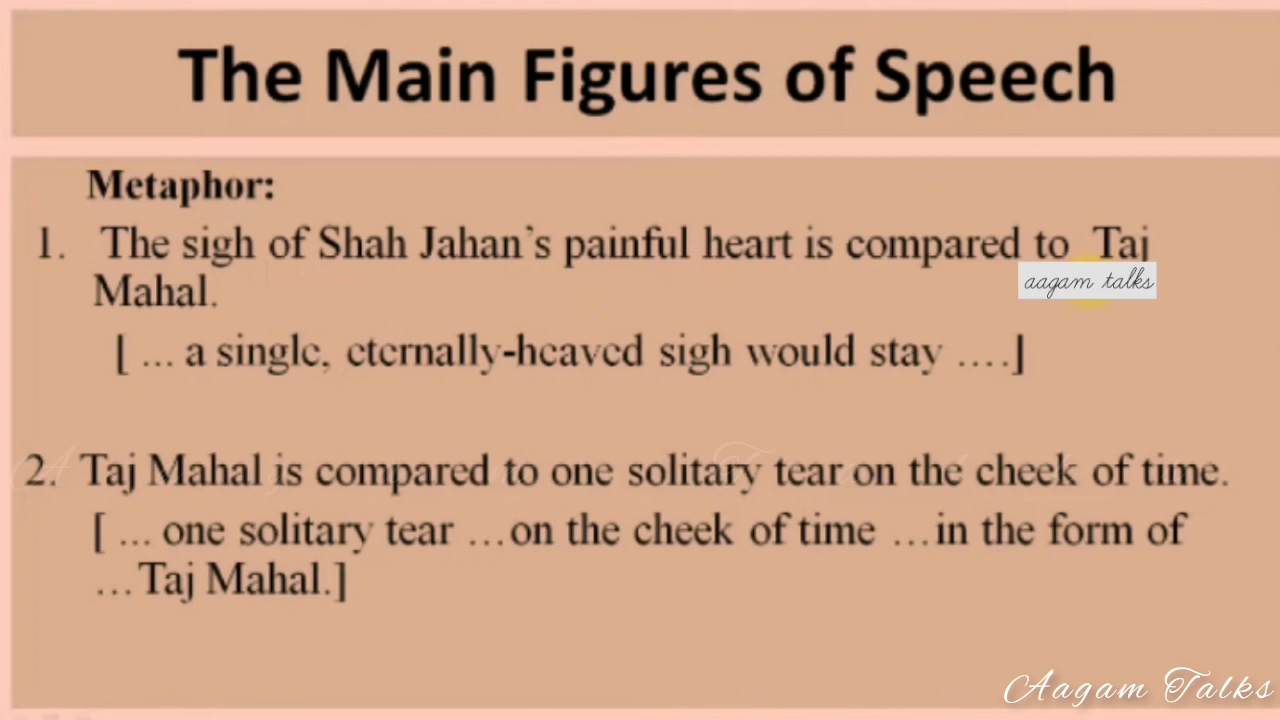 The Main Figures of Speech
Metaphor:
1. The sigh of Shah Jahan's painful heart is compared to Taj
aagam talks
Mahal.
[ ... a single, eternally-heaved sigh would stay ....]
2. Taj Mahal is compared to one solitary tear on the cheek of time.
[ ... one solitary tear ...on the cheek of time ...in the form of
...Taj Mahal.]
Aagam Talks